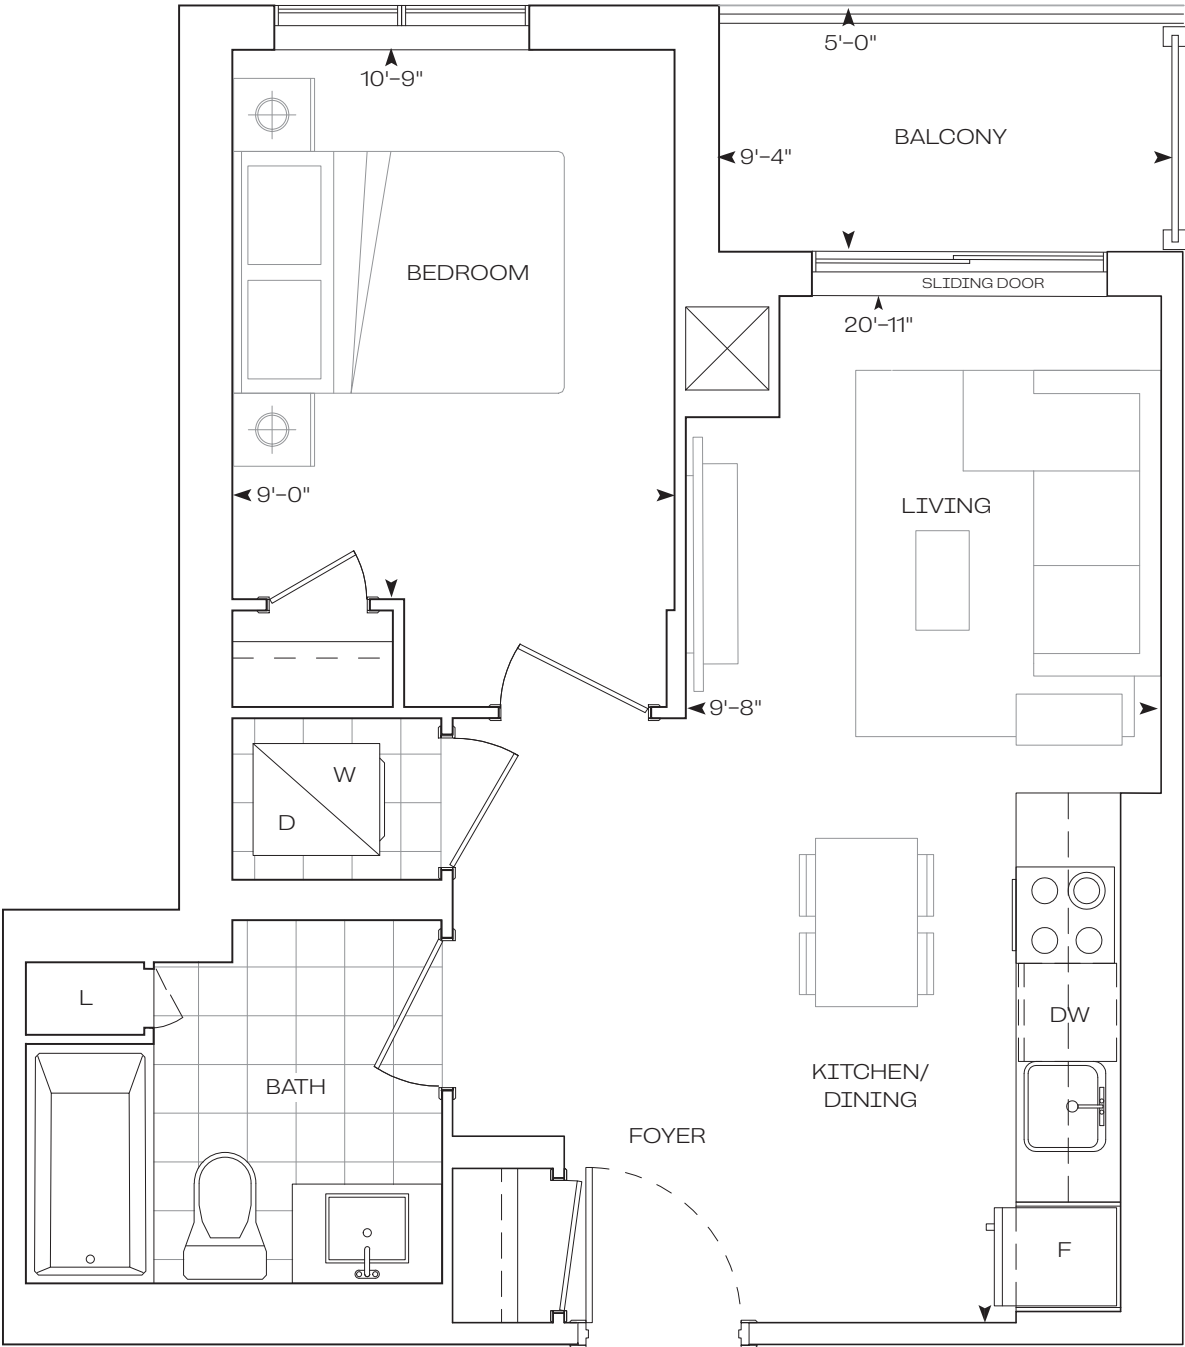 5'-0"
10'-9"
BALCONY
9'-4"
BEDROOM
SLIDING DOOR
20'-11"
9'-0"
LIVING
9'-8"
W
D
L
DW
KITCHEN/
DINING
BATH
FOYER
F